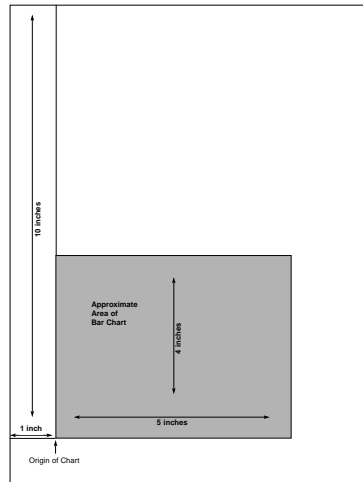 10 inches
Approximate
Area of
Bar Chart
4 inches
5 inches
1 inch
Origin of Chart